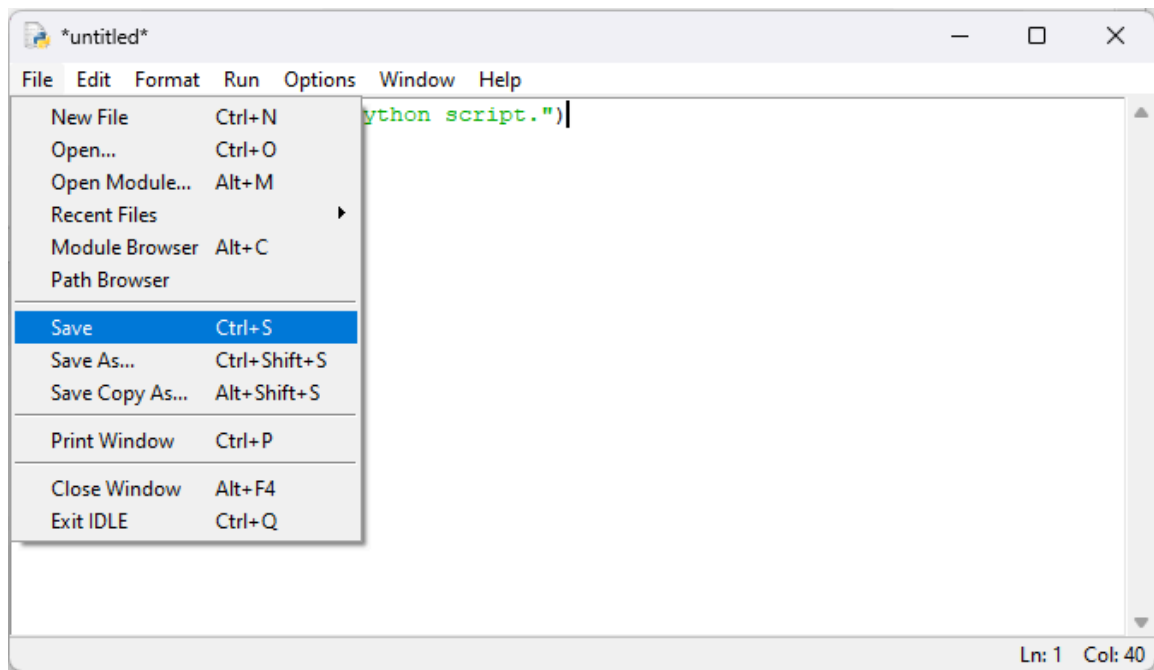 *untitled*
File Edit Format Run Options Window Help
ython script.")
New File Ctrl+N
Open... Ctrl+O
Open Module... Alt+M
Recent Files
Module Browser Alt+C
Path Browser
Save Ctrl+S
Save As... Ctrl+Shift+S
Save Copy As... Alt+Shift+S
Print Window Ctrl+P
Close Window Alt+F4
Exit IDLE Ctrl+Q
Ln: 1 Col: 40